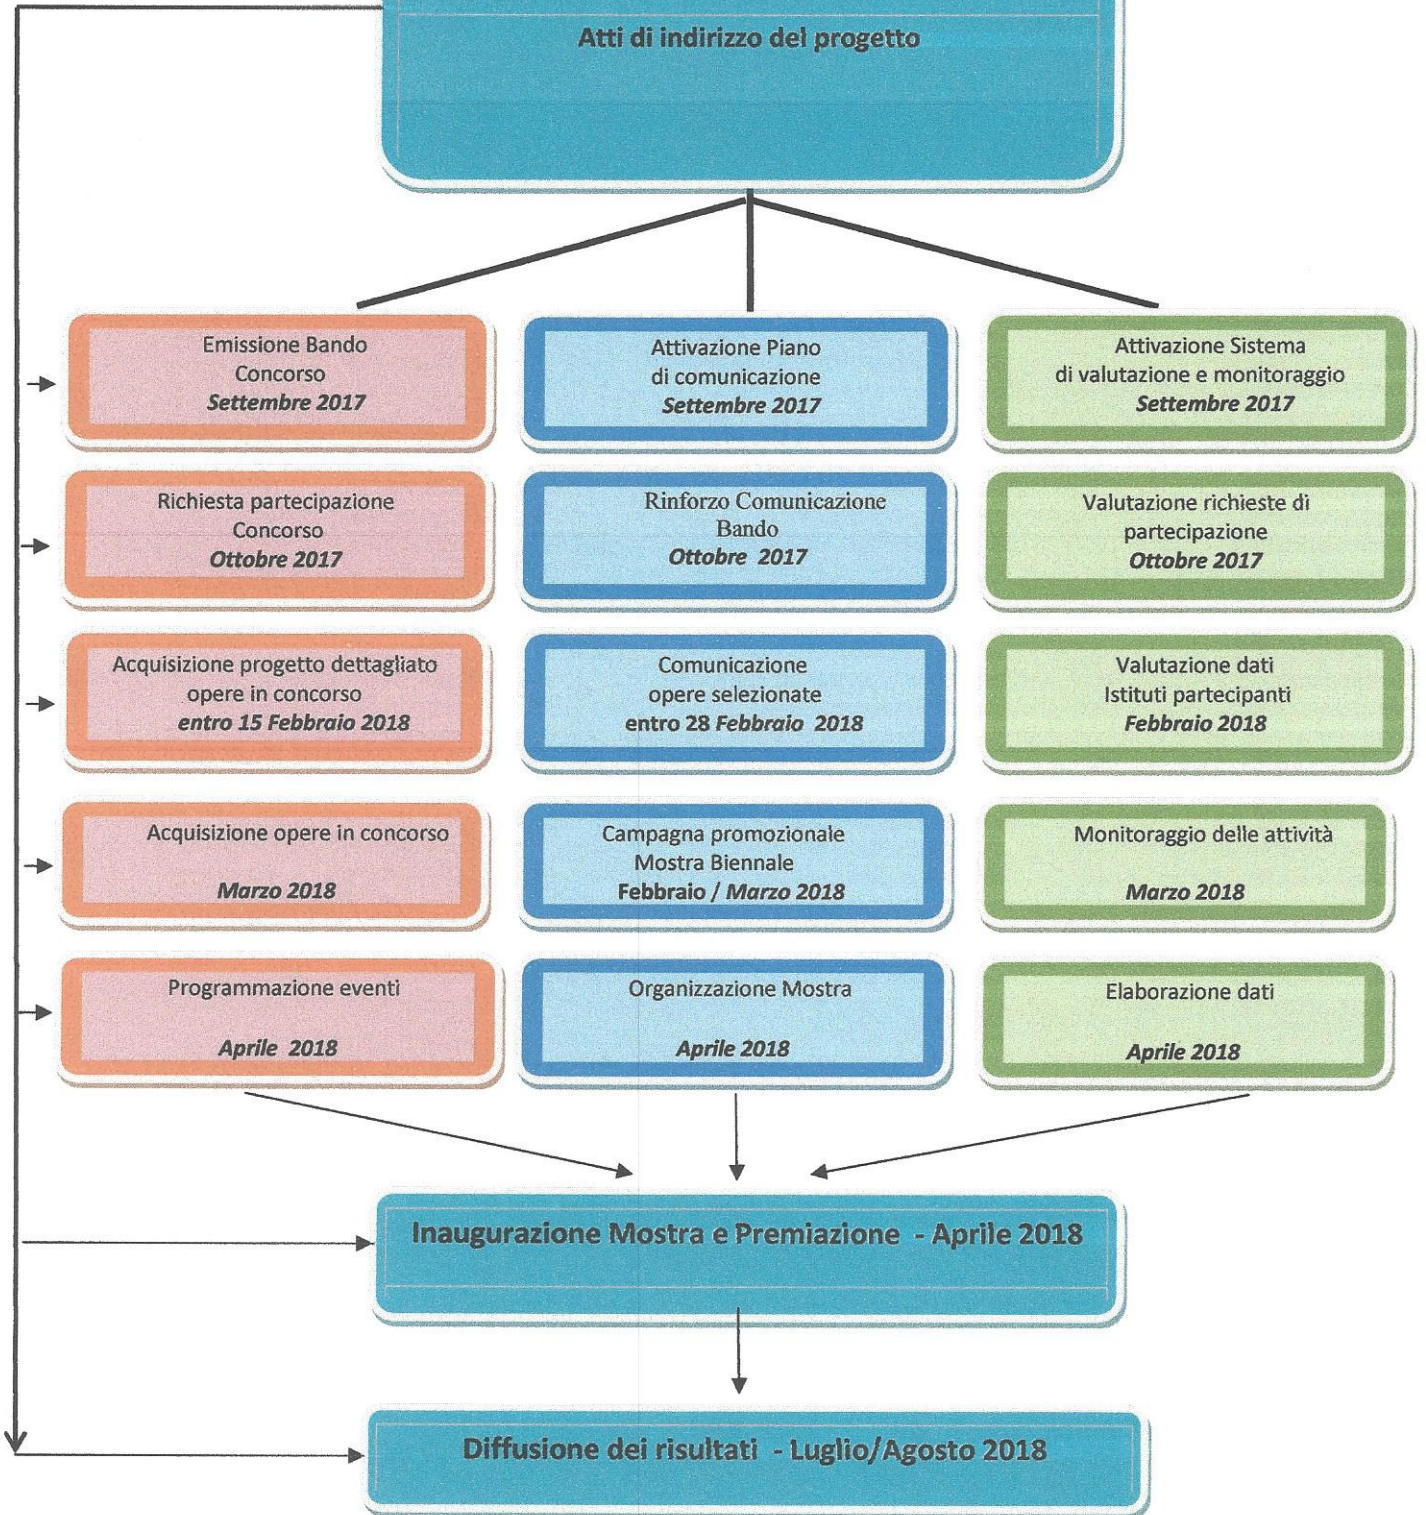 Atti di indirizzo del progetto
Emissione Bando
Concorso
Settembre 2017
Attivazione Piano
di comunicazione
Settembre 2017
Attivazione Sistema
di valutazione e monitoraggio
Settembre 2017
Richiesta partecipazione
Concorso
Ottobre 2017
Rinforzo Comunicazione
Bando
Ottobre 2017
Valutazione richieste di
partecipazione
Ottobre 2017
Acquisizione progetto dettagliato
opere in concorso
entro 15 Febbraio 2018
Comunicazione
opere selezionate
entro 28 Febbraio 2018
Valutazione dati
Istituti partecipanti
Febbraio 2018
Acquisizione opere in concorso
Marzo 2018
Campagna promozionale
Mostra Biennale
Febbraio / Marzo 2018
Monitoraggio delle attività
Marzo 2018
Programmazione eventi
Aprile 2018
Organizzazione Mostra
Aprile 2018
Elaborazione dati
Aprile 2018
Inaugurazione Mostra e Premiazione - Aprile 2018
Diffusione dei risultati - Luglio/Agosto 2018